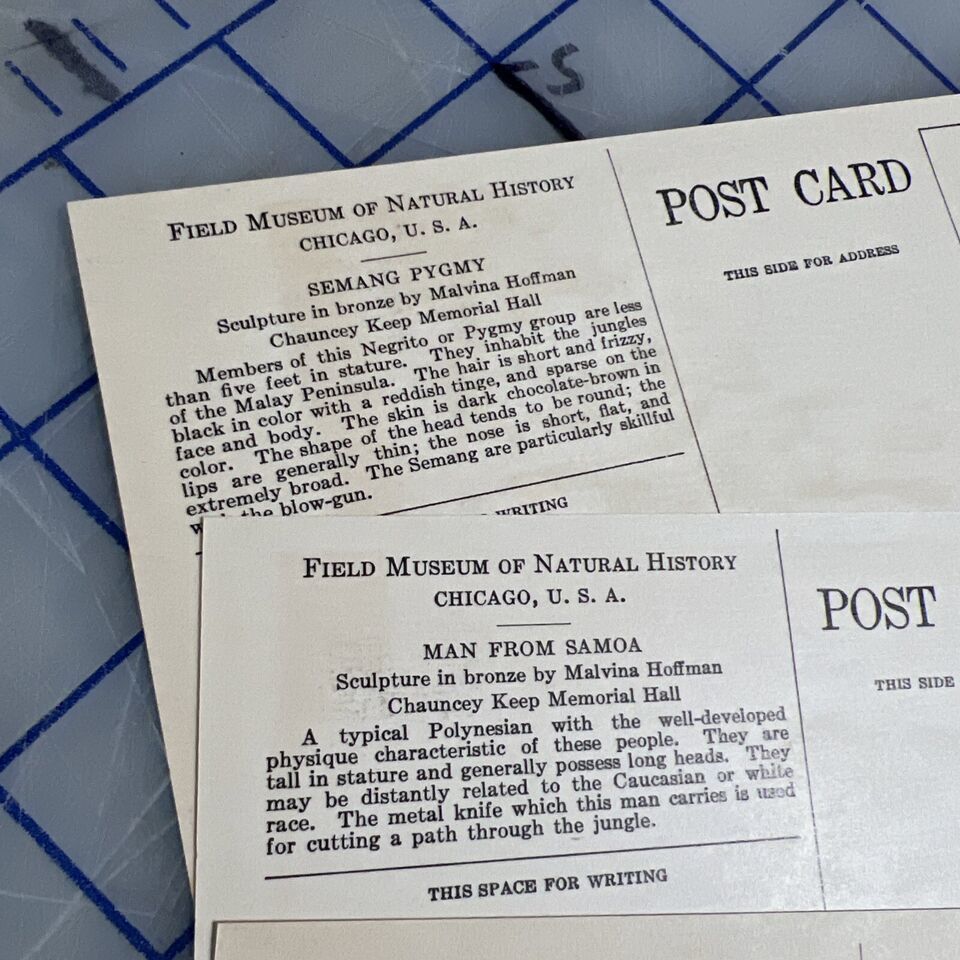 S
FIELD MUSEUM OF NATURAL HISTORY
CHICAGO, U. S. A.
SEMANG PYGMY
Sculpture in bronze by Malvina Hoffman
Chauncey Keep Memorial Hall
Members of this Negrito or Pygmy group are less
than five feet in stature. They inhabit the jungles
of the Malay Peninsula. The hair is short and frizzy,
black in color with a reddish tinge, and sparse on the
face and body. The skin is dark chocolate-brown in
color. The shape of the head tends to be round; the
lips are generally thin; the nose is short, flat, and
extremely broad. The Semang are particularly skillful
the blow-gun.
WRITING
POST CARD
THIS SIDE FOR ADDRESS
FIELD MUSEUM OF NATURAL HISTORY
CHICAGO, U. S. A.
MAN FROM SAMOA
Sculpture in bronze by Malvina Hoffman
Chauncey Keep Memorial Hall
A typical Polynesian with the well-developed
physique characteristic of these people. They are
tall in stature and generally possess long heads. They
may be distantly related to the Caucasian or white
race. The metal knife which this man carries is used
for cutting a path through the jungle.
THIS SPACE FOR WRITING
POST
THIS SIDE